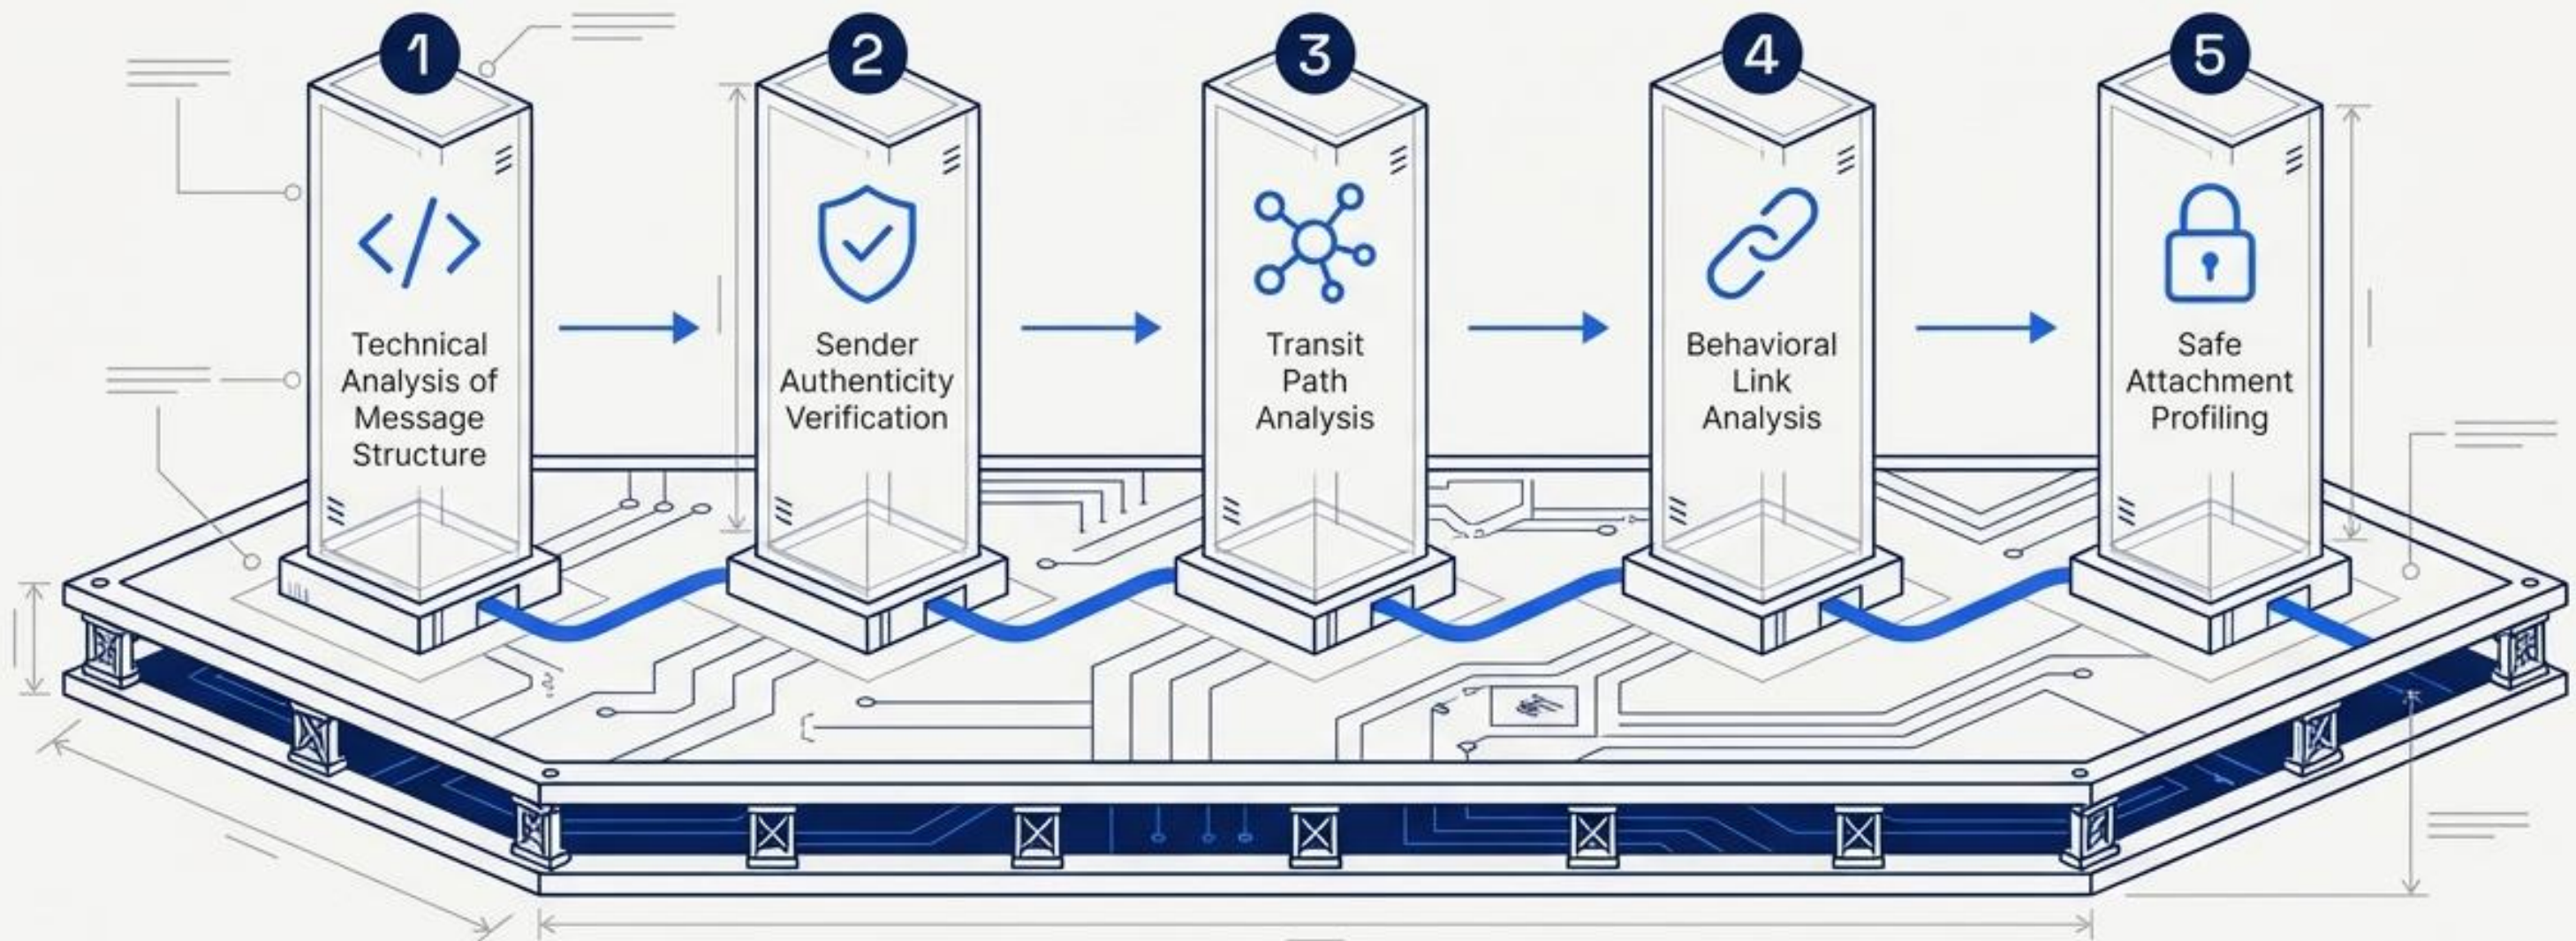 1
Technical
Analysis of
Message
Structure
2
Sender
Authenticity
Verification
3
Transit
Path
Analysis
4
Behavioral
Link
Analysis
5
Safe
Attachment
Profiling